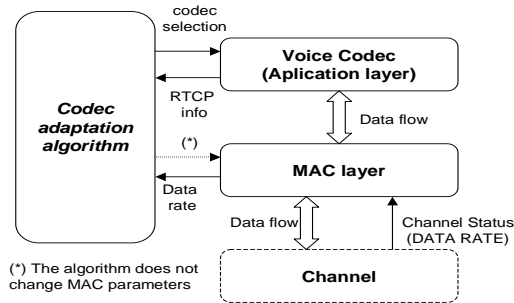 codec
selection
Voice Codec
(Aplication layer)
RTCP
info
Codec
adaptation
algorithm
Data flow
(*)
MAC layer
Data
rate
Data flow
Channel Status
(DATA RATE)
Channel
(*) The algorithm does not
change MAC parameters